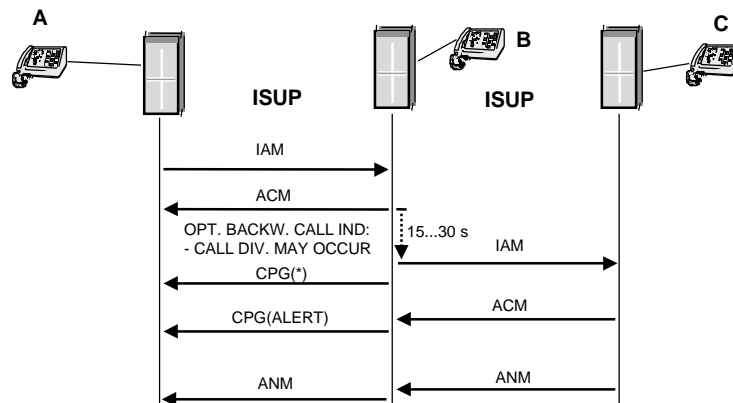 A
B
C
ISUP
ISUP
IAM
ACM
OPT. BACKW. CALL IND:
- CALL DIV. MAY OCCUR
15...30 s
IAM
CPG(*)
ACM
CPG(ALERT)
ANM
ANM